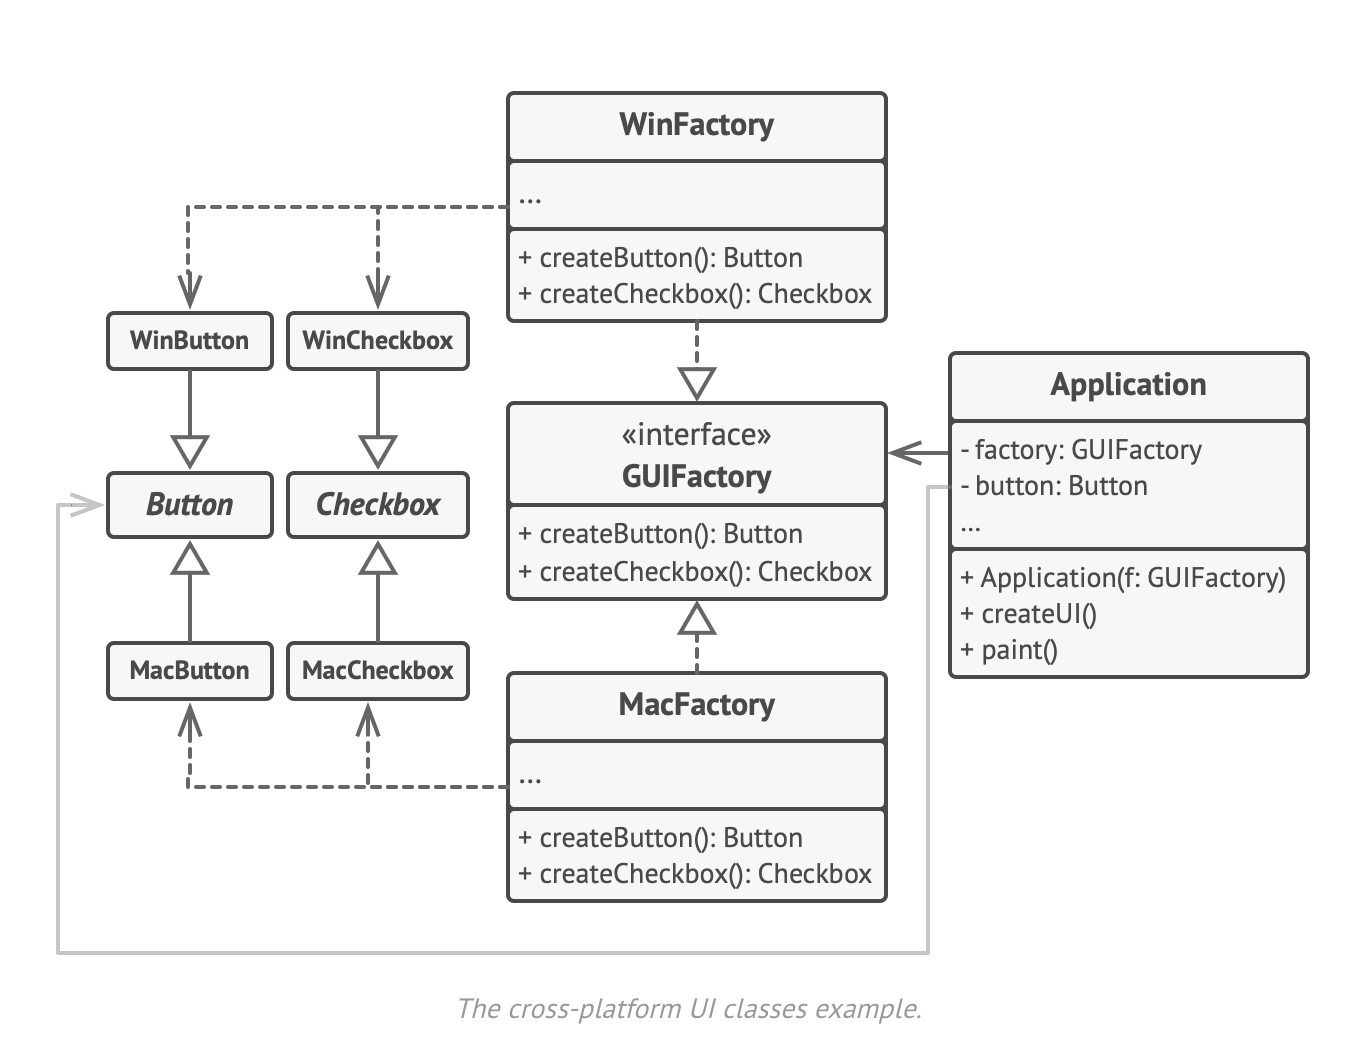 WinFactory
...
+ createButton(): Button
+ createCheckbox(): Checkbox
WinButton
WinCheckbox
Button
Checkbox
MacButton
MacCheckbox
«interface»
GUIFactory
+ createButton(): Button
+ createCheckbox(): Checkbox
Application
- factory: GUIFactory
- button: Button
...
+ Application(f: GUIFactory)
+ createUI()
+ paint()
MacFactory
...
+ createButton(): Button
+ createCheckbox(): Checkbox
The cross-platform UI classes example.